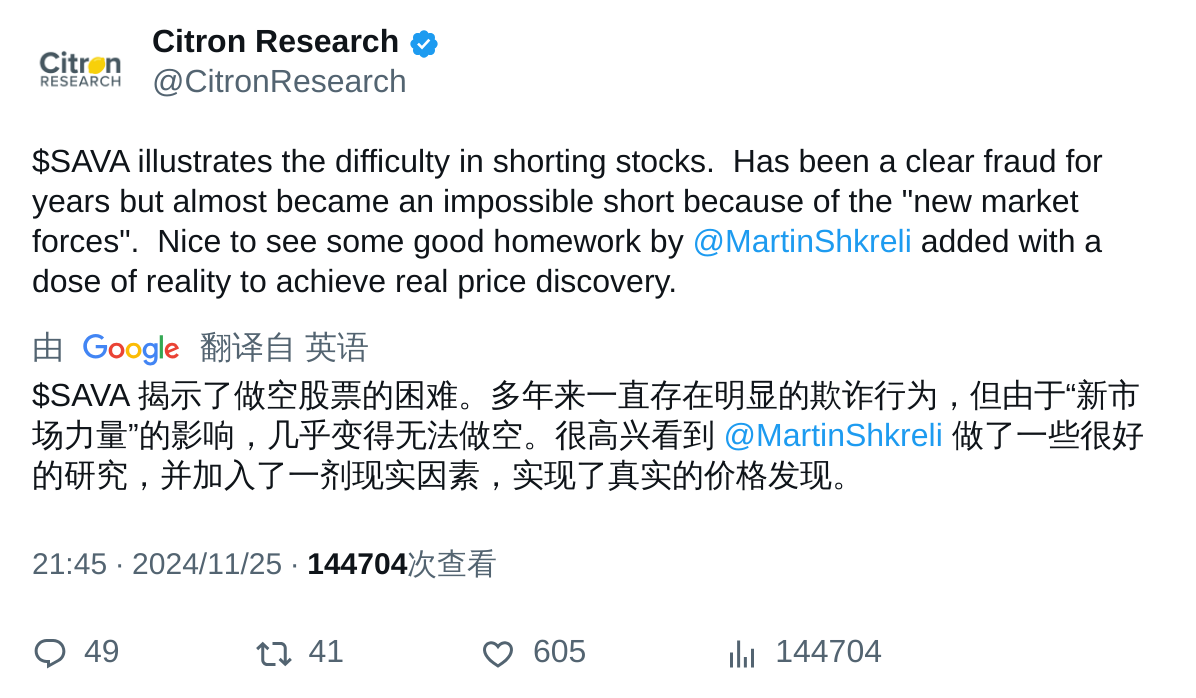 Citron
RESEARCH
Citron Research
@CitronResearch
$SAVA illustrates the difficulty in shorting stocks.  Has been a clear fraud for
years but almost became an impossible short because of the "new market
forces".  Nice to see some good homework by @MartinShkreli added with a
dose of reality to achieve real price discovery.
由 Google 翻译自 英语
$SAVA 揭示了做空股票的困难。多年来一直存在明显的欺诈行为，但由于“新市
场力量”的影响，几乎变得无法做空。很高兴看到 @MartinShkreli 做了一些很好
的研究，并加入了一剂现实因素，实现了真实的价格发现。
21:45 · 2024/11/25 · 144704次查看
49 41 605 144704